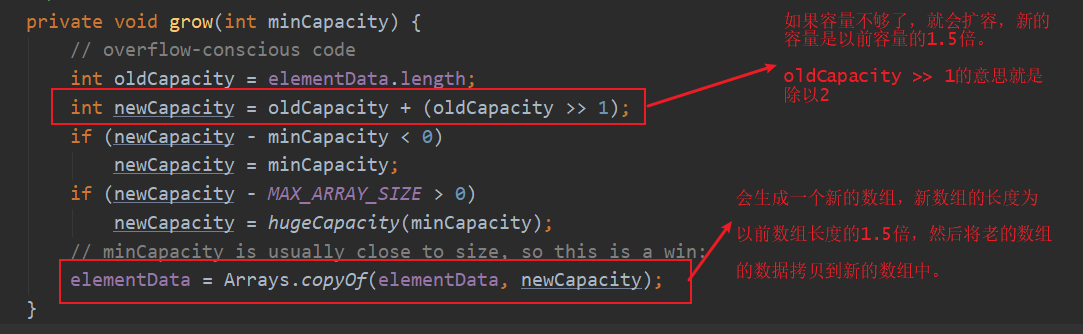 private void grow(int minCapacity) {
// overflow-conscious code
int oldCapacity = elementData.length;
int newCapacity = oldCapacity + (oldCapacity >> 1);
if (newCapacity - minCapacity < 0)
newCapacity = minCapacity;
if (newCapacity - MAX_ARRAY_SIZE > 0)
newCapacity = hugeCapacity(minCapacity);
// minCapacity is usually close to size, so this is a win:
elementData = Arrays.copyOf(elementData, newCapacity);
}
如果容量不够了，就会扩容，新的
容量是以前容量的1.5倍。
oldCapacity >> 1的意思就是
除以2
会生成一个新的数组，新数组的长度为
以前数组长度的1.5倍，然后将老的数组
的数据拷贝到新的数组中。